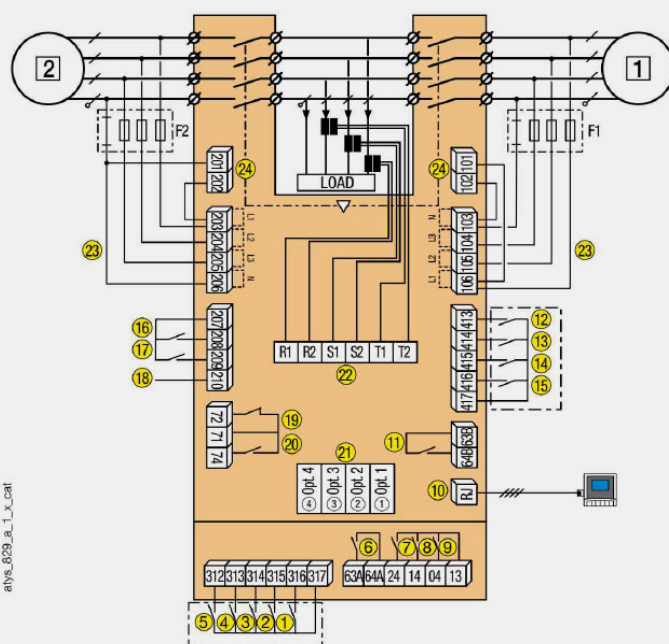 2
1
F2
F1
201
202
24
LOAD
24
101
102
203
204
205
206
L1
L2
L3
N
N
L3
L2
L1
103
104
105
106
23
23
16
17
18
207
208
209
210
R1 R2 S1 S2 T1 T2
22
413
414
415
416
417
12
13
14
15
72
71
74
19
20
11
63B
64B
21
Opt.4 Opt.3 Opt.2 Opt.1
4 3 2 1
10
RJ
6 7 8 9
312 313 314 315 316 317
63A 64A 24 14 04 13
5 4 3 2 1
atys_829_a_1_x_cat